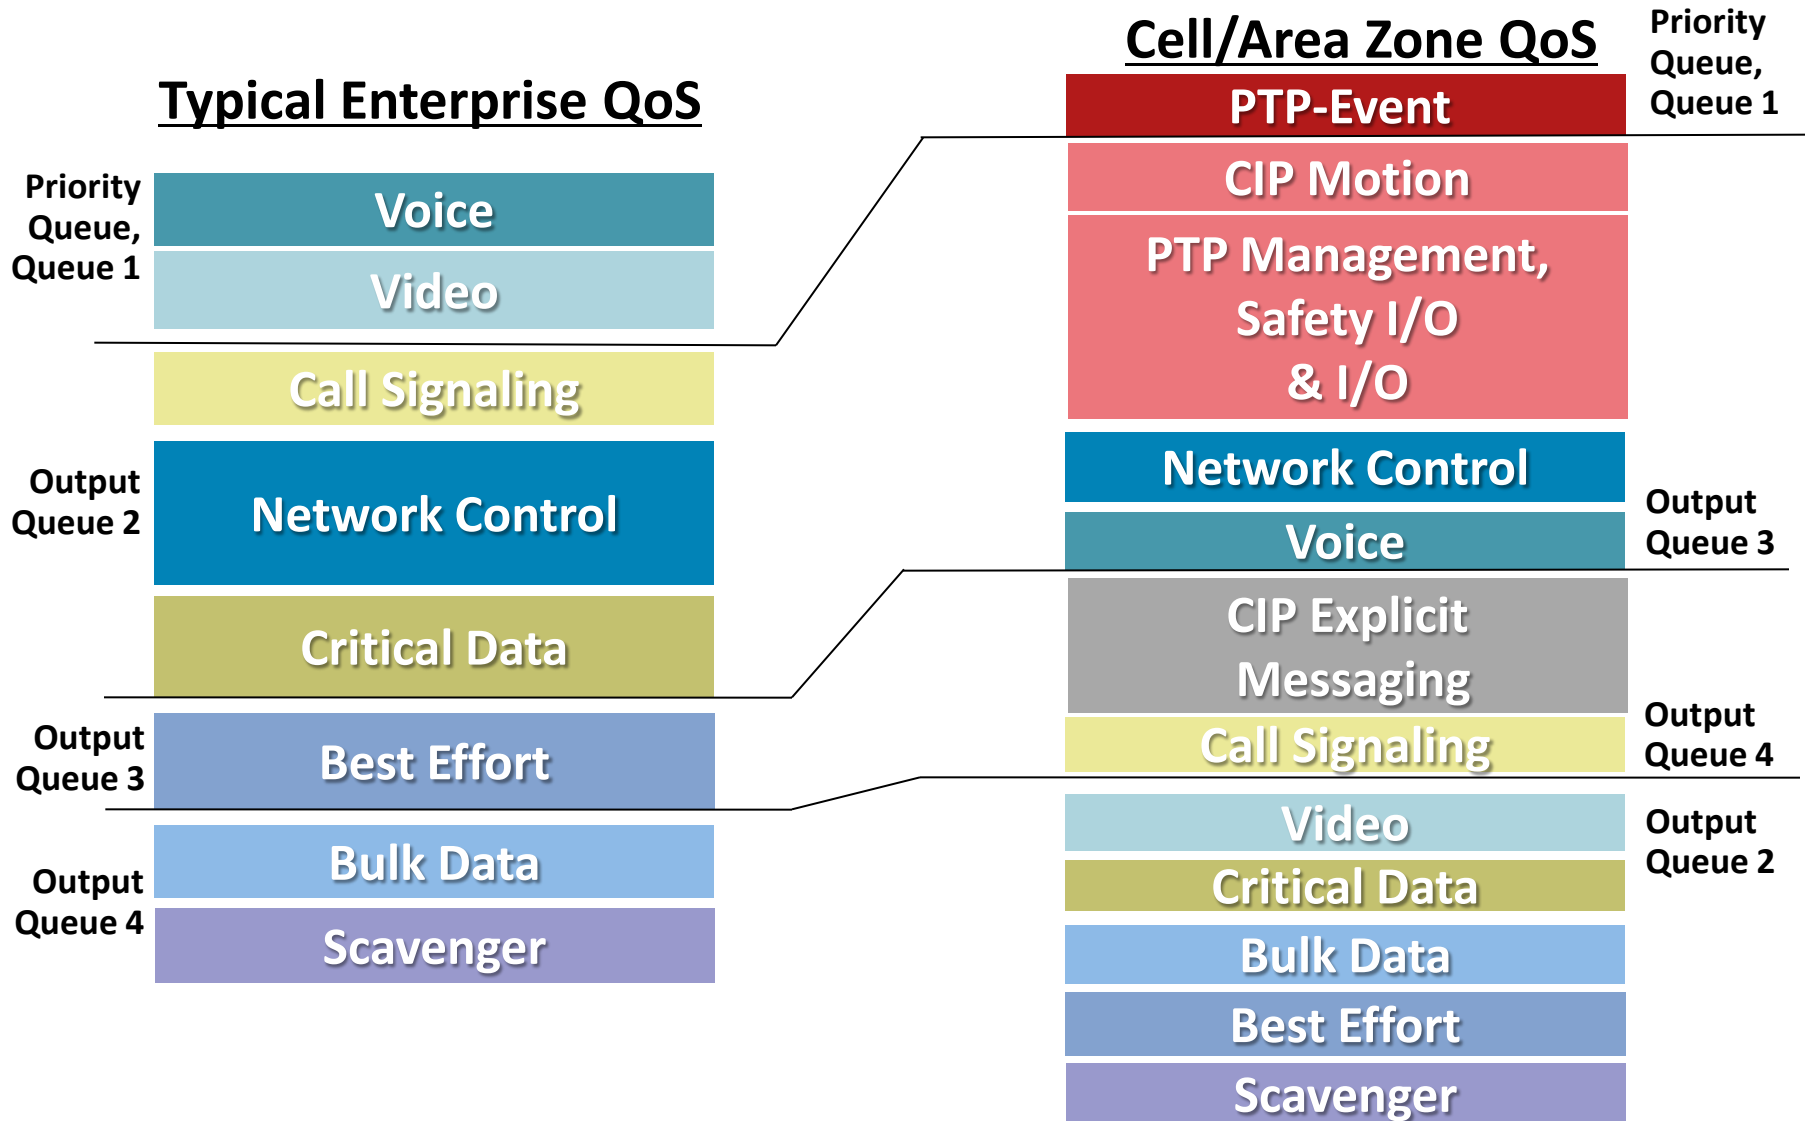 Typical Enterprise QoS
Priority
Queue,
Queue 1
Voice
Video
Call Signaling
Output
Queue 2
Network Control
Critical Data
Output
Queue 3
Best Effort
Output
Queue 4
Bulk Data
Scavenger
Cell/Area Zone QoS
Priority
Queue,
Queue 1
PTP-Event
CIP Motion
PTP Management,
Safety I/O
& I/O
Network Control
Voice
Output
Queue 3
CIP Explicit
Messaging
Call Signaling
Output
Queue 4
Video
Critical Data
Output
Queue 2
Bulk Data
Best Effort
Scavenger